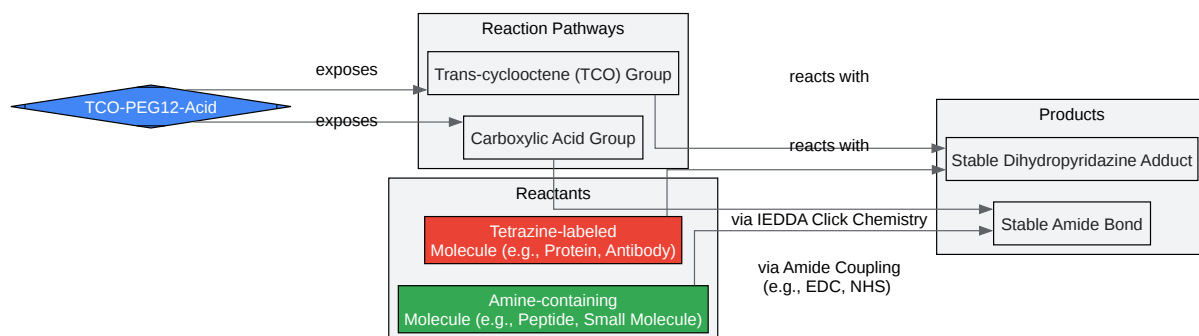 Reaction Pathways
Trans-cyclooctene (TCO) Group
Carboxylic Acid Group
exposes
exposes
TCO-PEG12-Acid
reacts with
reacts with
Products
Stable Dihydropyridazine Adduct
Stable Amide Bond
Reactants
Tetrazine-labeled
Molecule (e.g., Protein, Antibody)
Amine-containing
Molecule (e.g., Peptide, Small Molecule)
via IEDDA Click Chemistry
via Amide Coupling
(e.g., EDC, NHS)